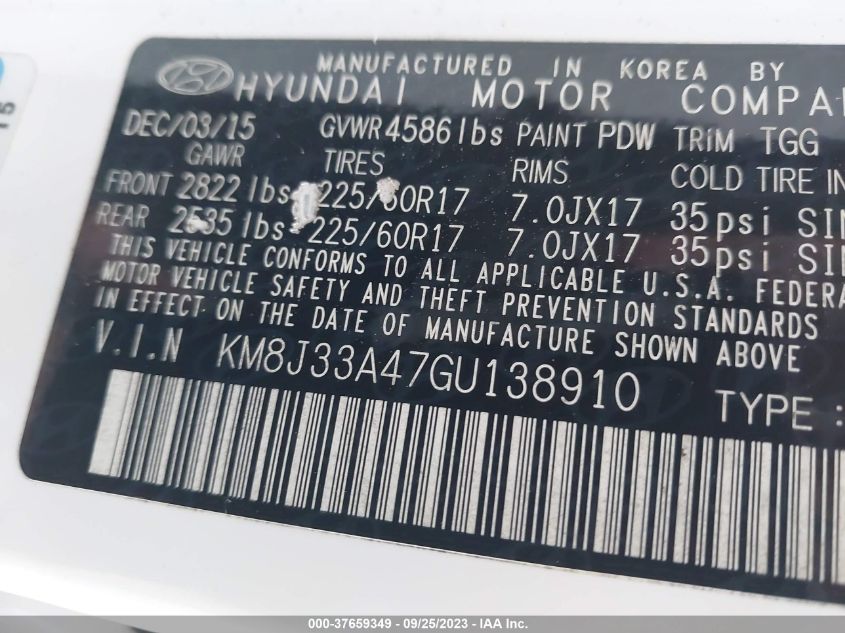 MANUFACTURED IN KOREA BY
HYUNDAI MOTOR COMPA
DEC/03/15 GVWR 4586 lbs PAINT PDW TRIM TGG
GAWR TIRES RIMS COLD TIRE IN
FRONT 2822 lbs 225/60R17 7.0JX17 35psi SIN
REAR 2535 lbs 225/60R17 7.0JX17 35psi SIN
THIS VEHICLE CONFORMS TO ALL APPLICABLE U.S.A. FEDERA
MOTOR VEHICLE SAFETY AND THEFT PREVENTION STANDARDS
IN EFFECT ON THE DATE OF MANUFACTURE SHOWN ABOVE.
V.I.N KM8J33A47GU138910
TYPE :
000-37659349 - 09/25/2023 - IAA Inc.